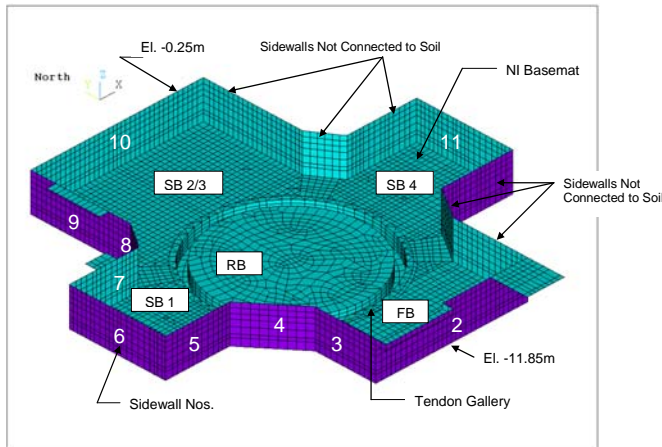 El. -0.25m
Sidewalls Not Connected to Soil
North
Z
Y
X
NI Basemat
10
11
SB 2/3
SB 4
Sidewalls Not
Connected to Soil
9
8
RB
7
SB 1
FB
6
5
4
3
2
El. -11.85m
Sidewall Nos.
Tendon Gallery